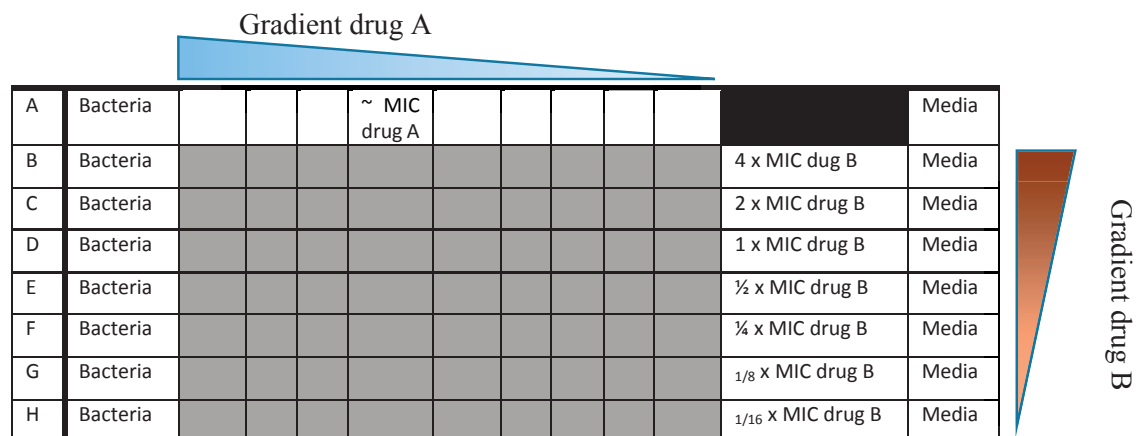 Gradient drug A
A Bacteria ~ MIC Media
drug A
B Bacteria 4 x MIC dug B Media
C Bacteria 2 x MIC drug B Media
D Bacteria 1 x MIC drug B Media
E Bacteria ½ x MIC drug B Media
F Bacteria ¼ x MIC drug B Media
G Bacteria 1/8 x MIC drug B Media
H Bacteria 1/16 x MIC drug B Media
Gradient drug B